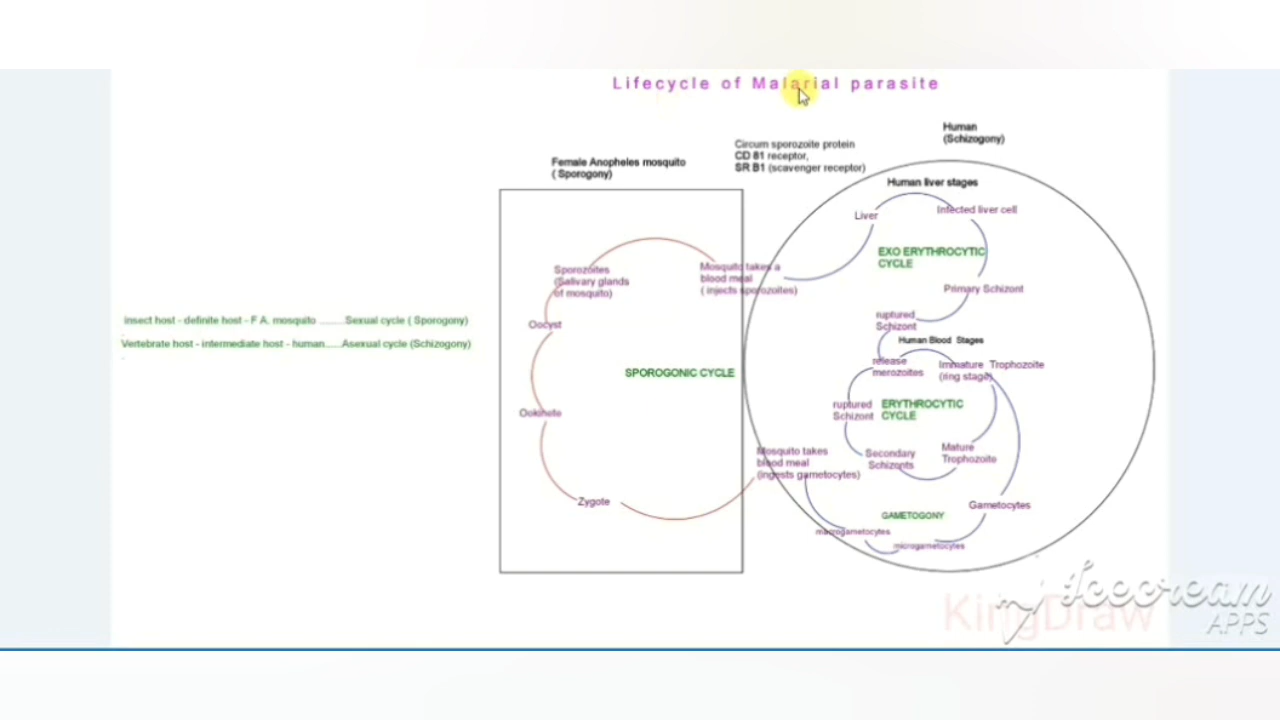 Lifecycle of Malarial parasite
Human
(Schizogony)
Circum sporozoite protein
CD 81 receptor,
SR B1 (scavenger receptor)
Female Anopheles mosquito
( Sporogony)
Human liver stages
Liver
Infected liver cell
EXO ERYTHROCYTIC
CYCLE
Sporozoites
(Salivary glands
of mosquito)
Mosquito takes a
blood meal
( injects sporozoites)
Primary Schizont
Oocyst
ruptured
Schizont
insect host - definite host - F A. mosquito ........Sexual cycle ( Sporogony)
Vertebrate host - intermediate host - human.....Asexual cycle (Schizogony)
Human Blood Stages
release
merozoites
Immature Trophozoite
(ring stage)
SPOROGONIC CYCLE
ruptured
Schizont
ERYTHROCYTIC
CYCLE
Ookinete
Mosquito takes
blood meal
(ingests gametocytes)
Secondary
Schizonts
Mature
Trophozoite
Zygote
Gametocytes
GAMETOGONY
macrogametocytes
microgametocytes
KingDraw
Icecream
APPS